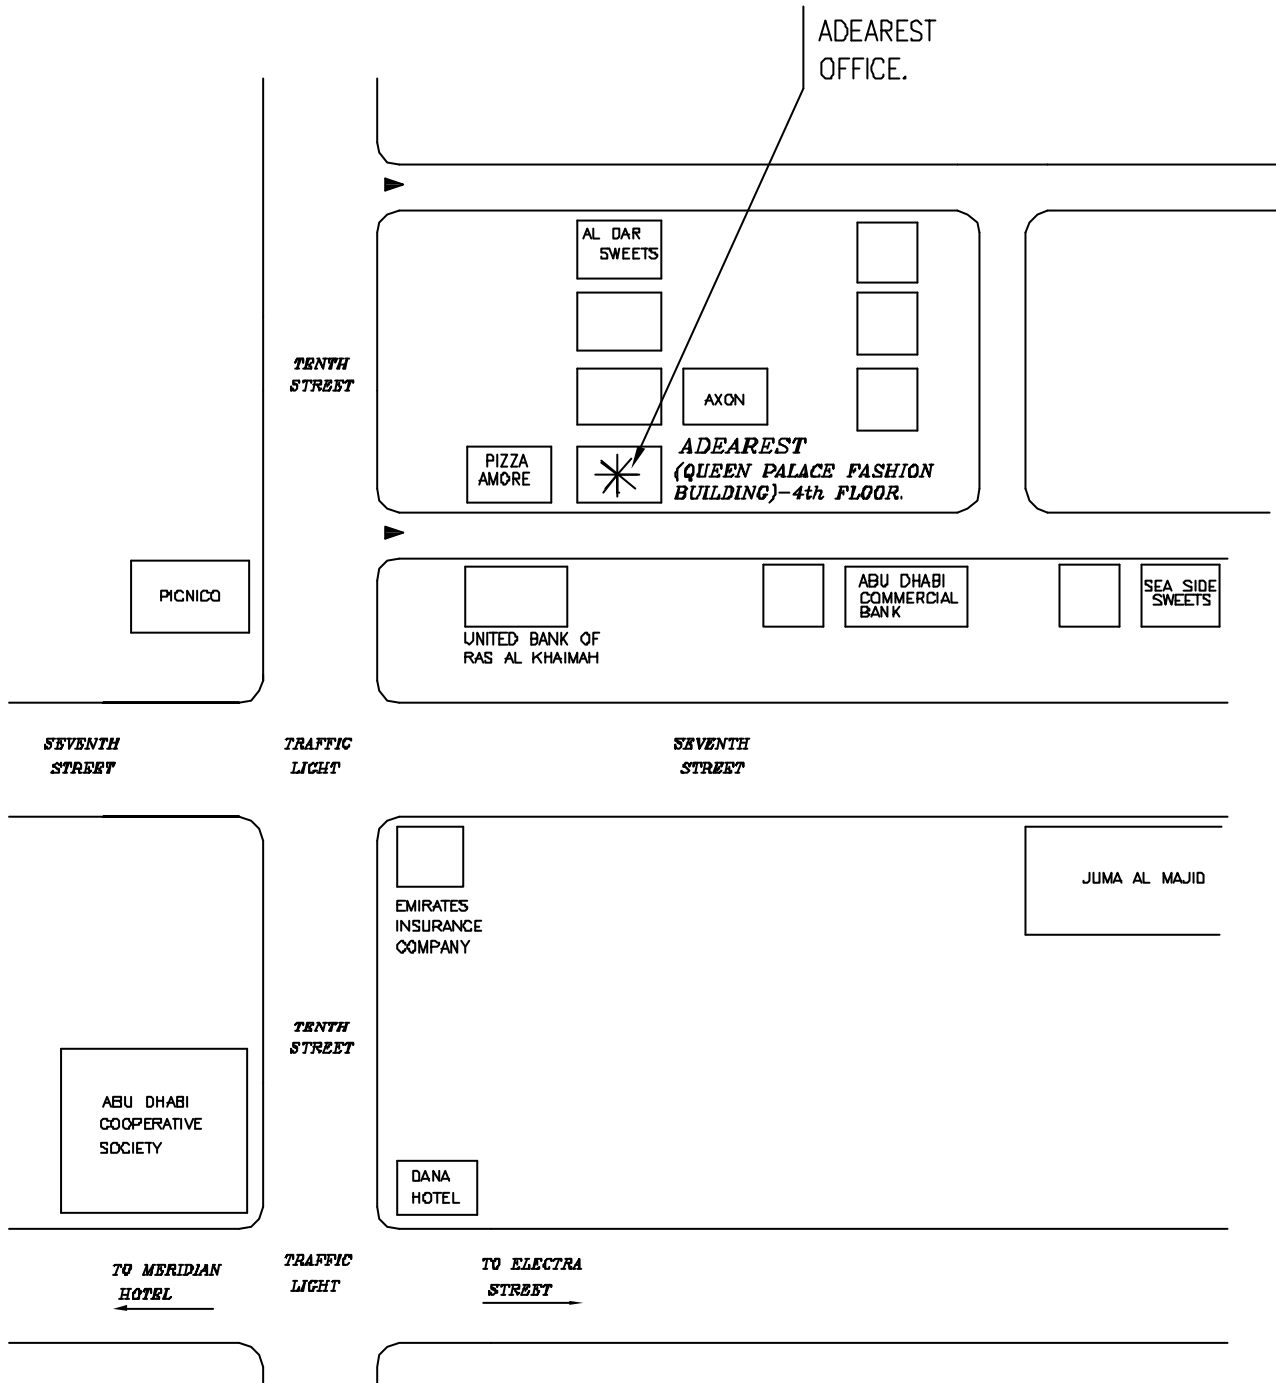 ADEAREST
OFFICE.
AL DAR
SWEETS
TENTH
STREET
AXON
PIZZA
AMORE
ADEAREST
(QUEEN PALACE FASHION
BUILDING)-4th FLOOR.
PICNICO
UNITED BANK OF
RAS AL KHAIMAH
ABU DHABI
COMMERCIAL
BANK
SEA SIDE
SWEETS
SEVENTH
STREET
TRAFFIC
LIGHT
SEVENTH
STREET
EMIRATES
INSURANCE
COMPANY
JUMA AL MAJID
TENTH
STREET
ABU DHABI
COOPERATIVE
SOCIETY
DANA
HOTEL
TO MERIDIAN
HOTEL
TRAFFIC
LIGHT
TO ELECTRA
STREET